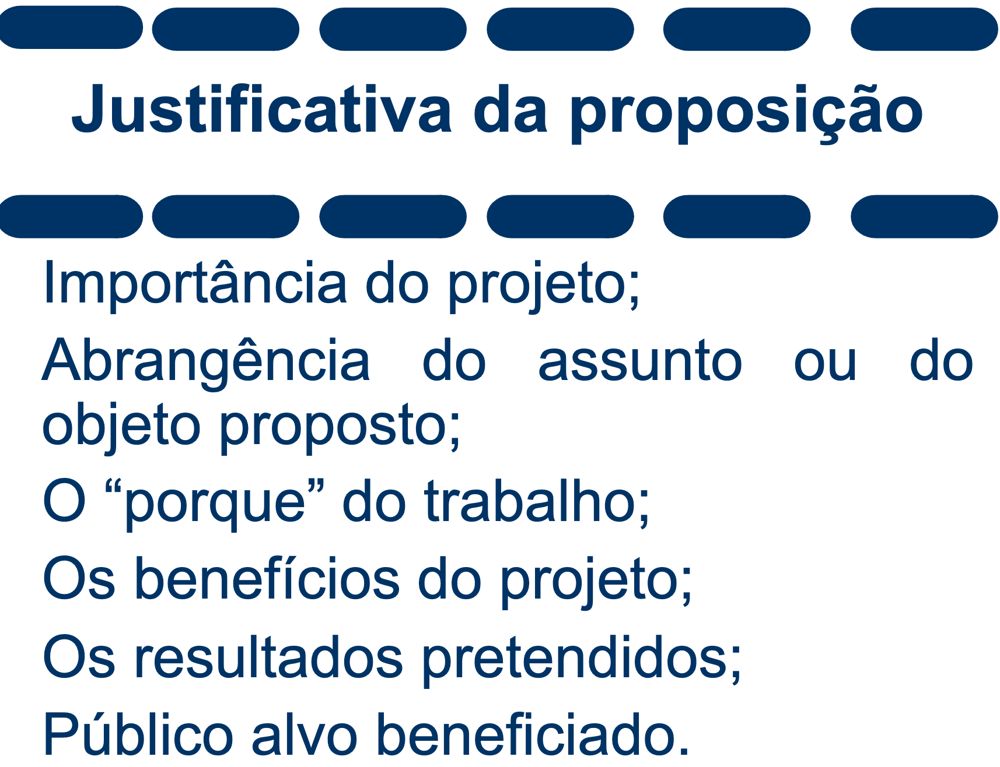 Justificativa da proposição
Importância do projeto;
Abrangência do assunto ou do
objeto proposto;
O “porque” do trabalho;
Os benefícios do projeto;
Os resultados pretendidos;
Público alvo beneficiado.